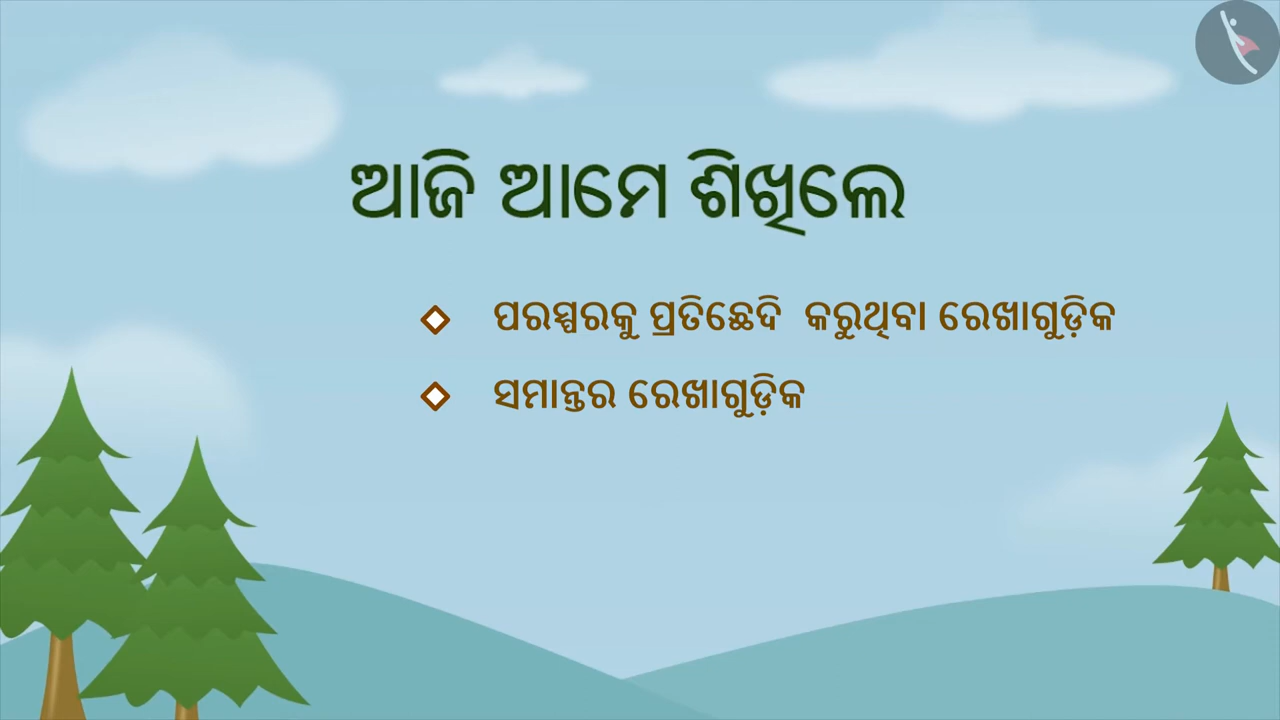 ଆଜି ଆମେ ଶିଖିଲେ
ପରସ୍ପରକୁ ପ୍ରତିଛେଦି କରୁଥିବା ରେଖାଗୁଡ଼ିକ
ସମାନ୍ତର ରେଖାଗୁଡ଼ିକ